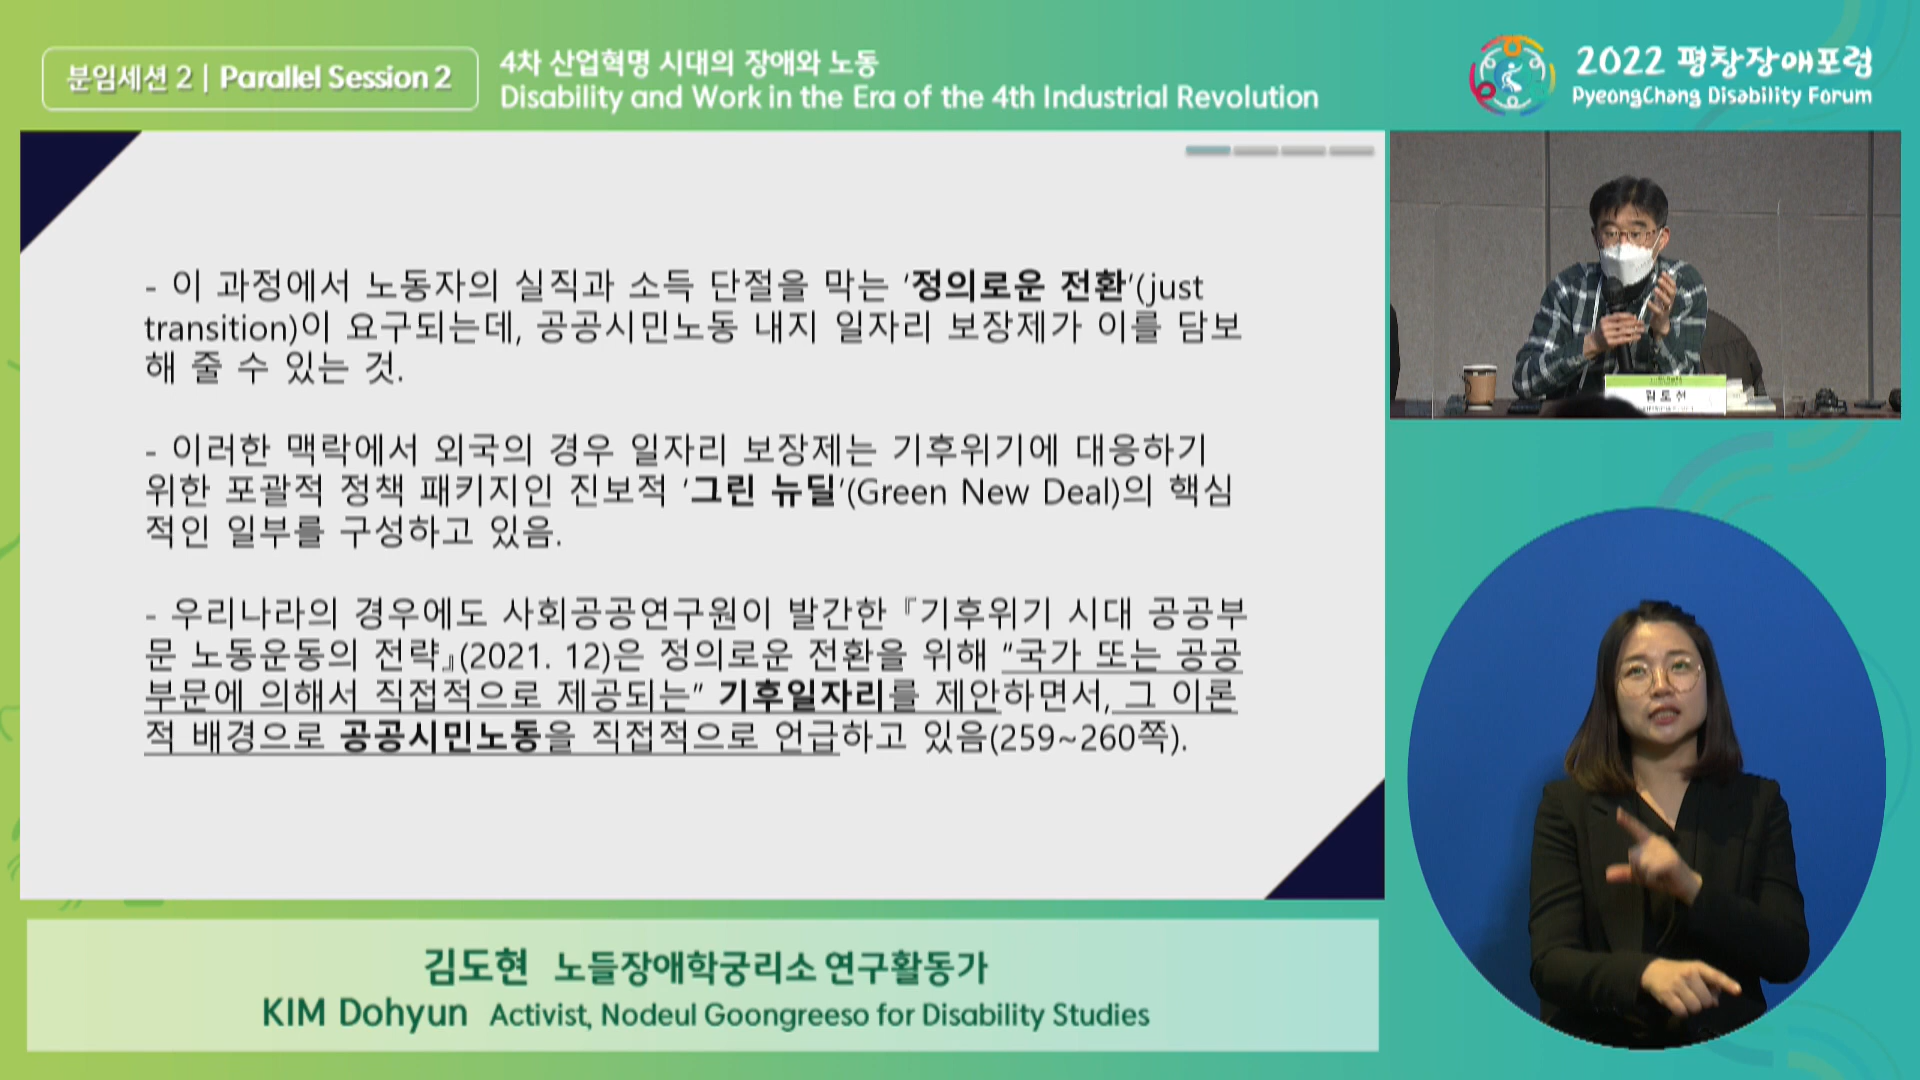 분임세션 2 | Parallel Session 2
4차 산업혁명 시대의 장애와 노동
Disability and Work in the Era of the 4th Industrial Revolution
2022 평창장애포럼
PyeongChang Disability Forum
- 이 과정에서 노동자의 실직과 소득 단절을 막는 ‘정의로운 전환’(just
transition)이 요구되는데, 공공시민노동 내지 일자리 보장제가 이를 담보
해 줄 수 있는 것.
- 이러한 맥락에서 외국의 경우 일자리 보장제는 기후위기에 대응하기
위한 포괄적 정책 패키지인 진보적 ‘그린 뉴딜’(Green New Deal)의 핵심
적인 일부를 구성하고 있음.
- 우리나라의 경우에도 사회공공연구원이 발간한 『기후위기 시대 공공부
문 노동운동의 전략』(2021. 12)은 정의로운 전환을 위해 “국가 또는 공공
부문에 의해서 직접적으로 제공되는” 기후일자리를 제안하면서, 그 이론
적 배경으로 공공시민노동을 직접적으로 언급하고 있음(259~260쪽).
김도현
김도현 노들장애학궁리소 연구활동가
KIM Dohyun Activist, Nodeul Goongreeso for Disability Studies